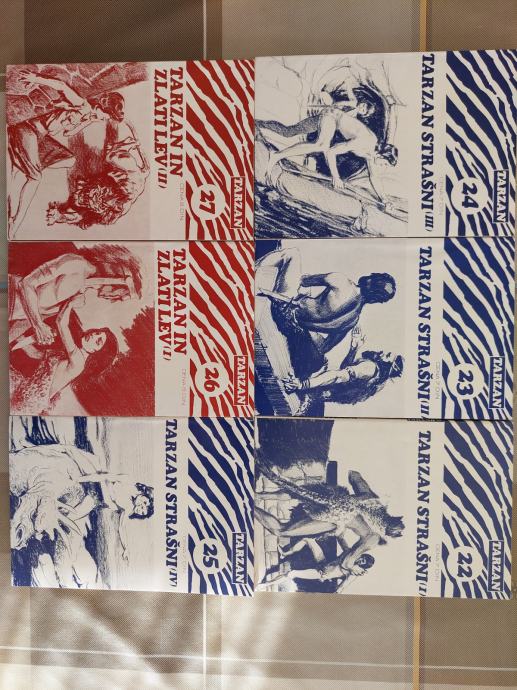 TARZAN
24
TARZAN STRAŠNI (III)
TARZAN
23
TARZAN STRAŠNI (II)
TARZAN
22
TARZAN STRAŠNI (I)
TARZAN
27
TARZAN IN
ZLATI LEV (II)
TARZAN
26
TARZAN IN
ZLATI LEV (I)
TARZAN
25
TARZAN STRAŠNI (IV)